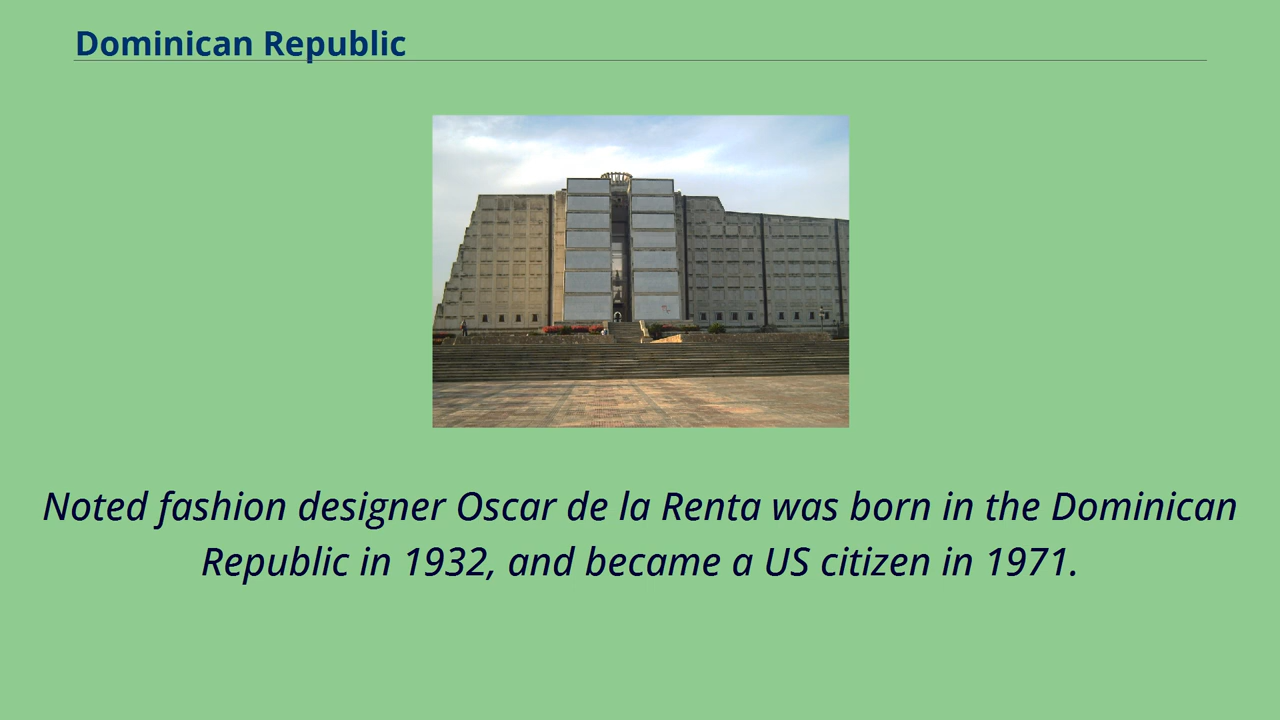 Dominican Republic
Noted fashion designer Oscar de la Renta was born in the Dominican
Republic in 1932, and became a US citizen in 1971.